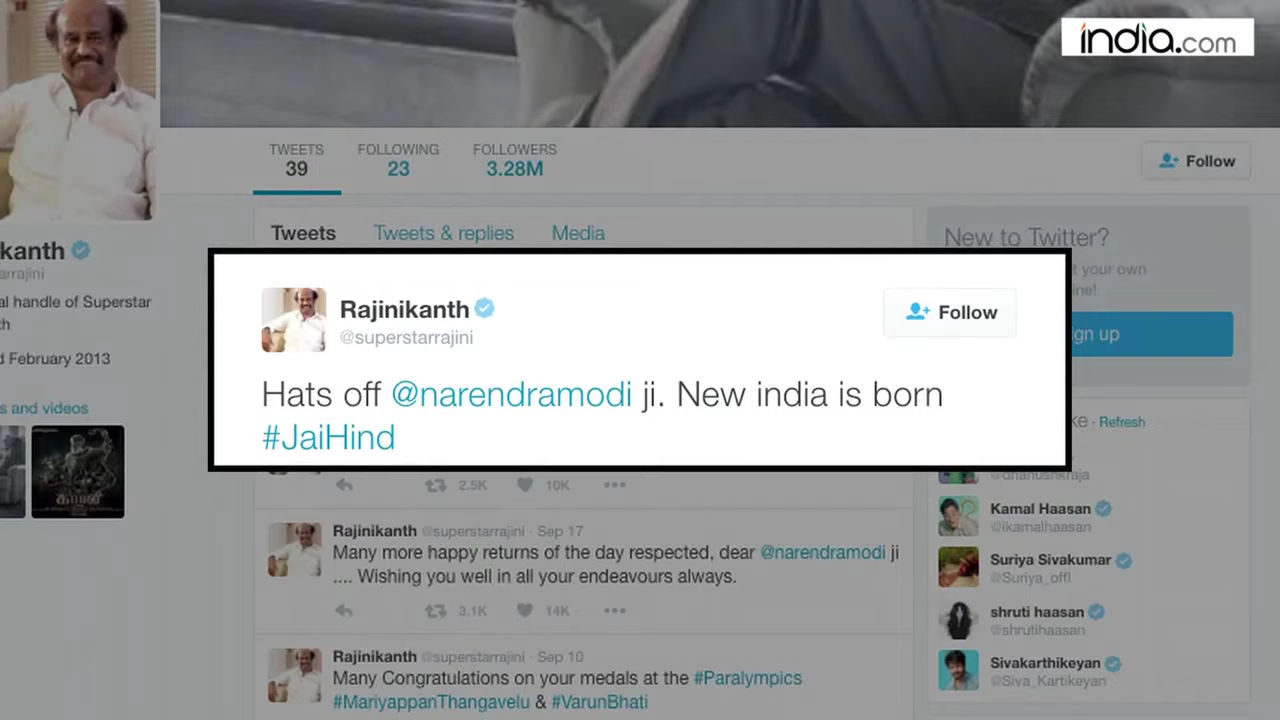 india.com
TWEETS
39
FOLLOWING
23
FOLLOWERS
3.28M
Follow
Tweets
Tweets & replies
Media
New to Twitter?
t your own
ne!
gn up
kanth
arrajini
al handle of Superstar
th
d February 2013
s and videos
கபாலி
Rajinikanth
@superstarrajini
Follow
Hats off @narendramodi ji. New india is born
#JaiHind
2.5K
10K
Rajinikanth @superstarrajini · Sep 17
Many more happy returns of the day respected, dear @narendramodi ji
.... Wishing you well in all your endeavours always.
3.1K
14K
Rajinikanth @superstarrajini · Sep 10
Many Congratulations on your medals at the #Paralympics
#MariyappanThangavelu & #VarunBhati
ke · Refresh
@dhanushkraja
Kamal Haasan
@ikamalhaasan
Suriya Sivakumar
@Suriya_offl
shruti haasan
@shrutihaasan
Sivakarthikeyan
@Siva_Kartikeyan